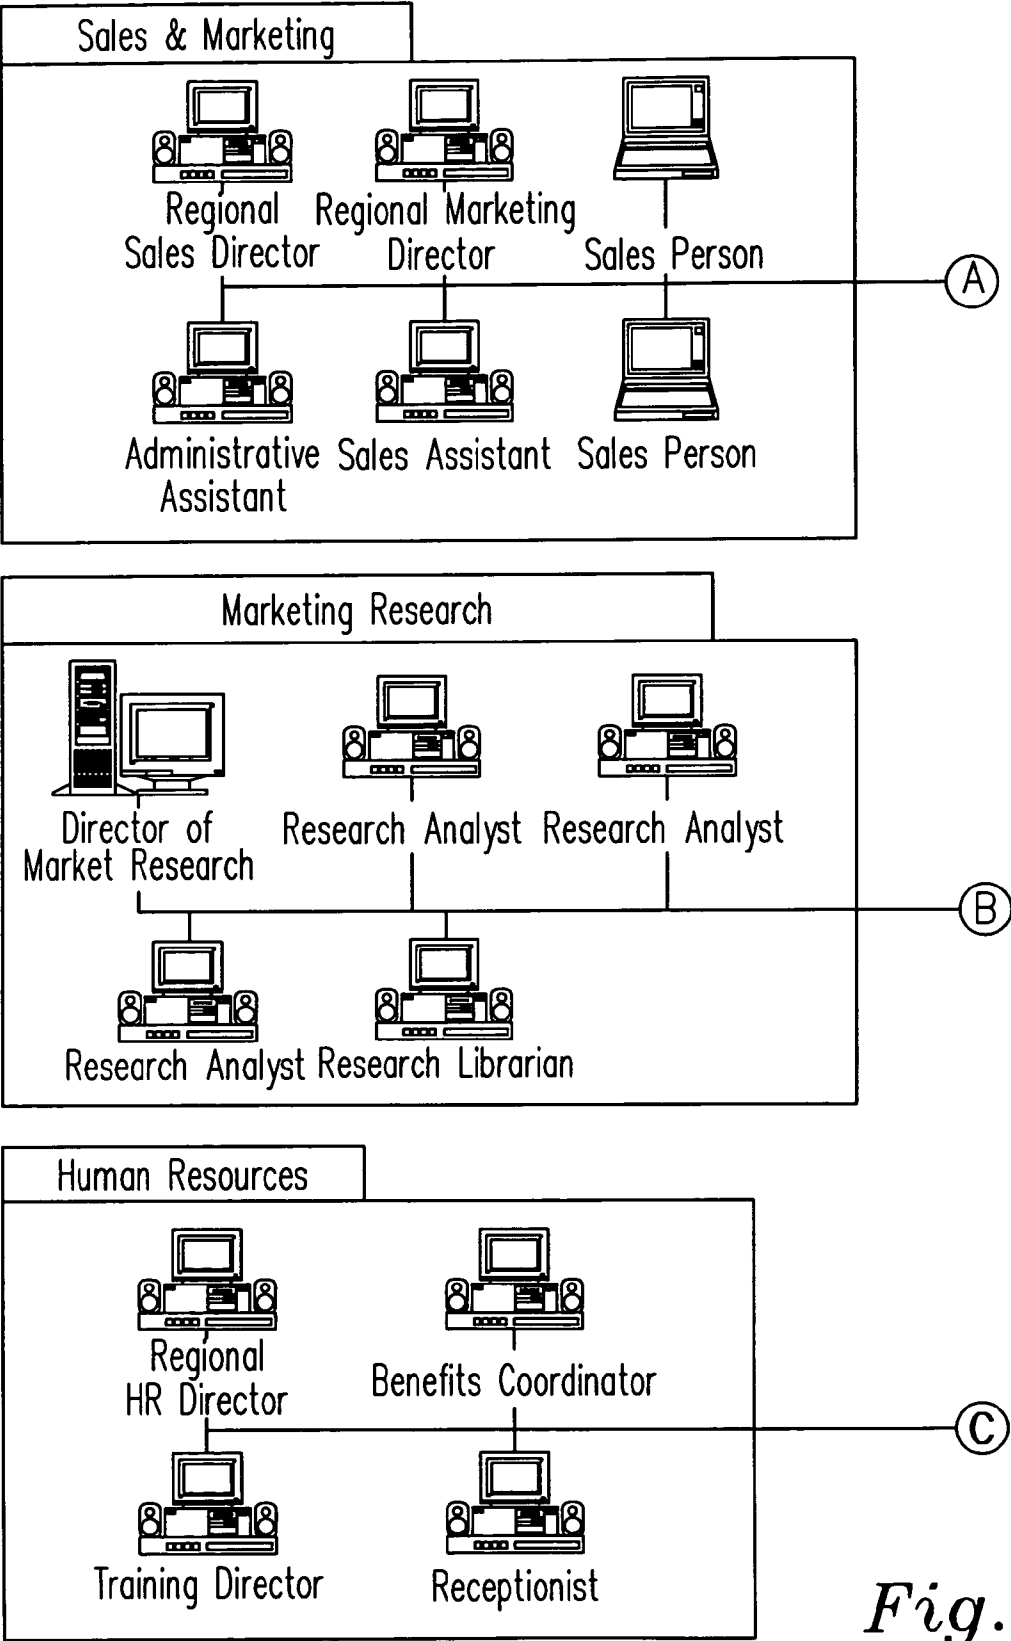 Sales & Marketing
Regional
Sales Director
Regional Marketing
Director
Sales Person
A
Administrative
Assistant
Sales Assistant
Sales Person
Marketing Research
Director of
Market Research
Research Analyst
Research Analyst
B
Research Analyst
Research Librarian
Human Resources
Regional
HR Director
Benefits Coordinator
C
Training Director
Receptionist
Fig.